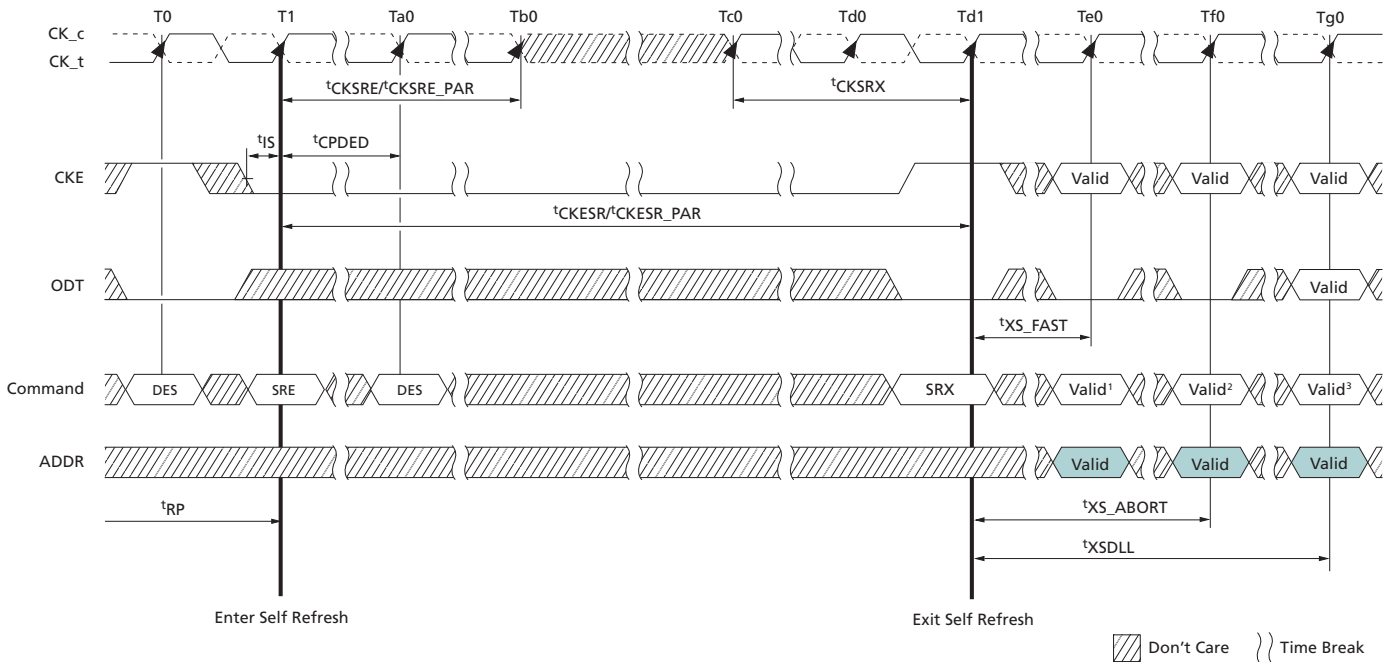 T0 T1 Ta0 Tb0 Tc0 Td0 Td1 Te0 Tf0 Tg0
CK_c
CK_t
tCKSRE/tCKSRE_PAR tCKSRX
tIS tCPDED
CKE Valid Valid Valid
tCKESR/tCKESR_PAR
ODT Valid
tXS_FAST
Command DES SRE DES SRX Valid1 Valid2 Valid3
ADDR Valid Valid Valid
tRP tXS_ABORT
tXSDLL
Enter Self Refresh Exit Self Refresh
Don't Care Time Break